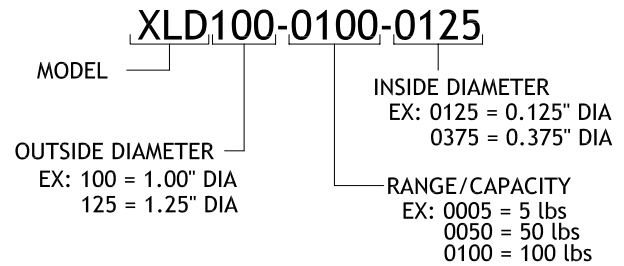 XLD100-0100-0125
MODEL
INSIDE DIAMETER
EX: 0125 = 0.125" DIA
0375 = 0.375" DIA
OUTSIDE DIAMETER
EX: 100 = 1.00" DIA
125 = 1.25" DIA
RANGE/CAPACITY
EX: 0005 = 5 lbs
0050 = 50 lbs
0100 = 100 lbs